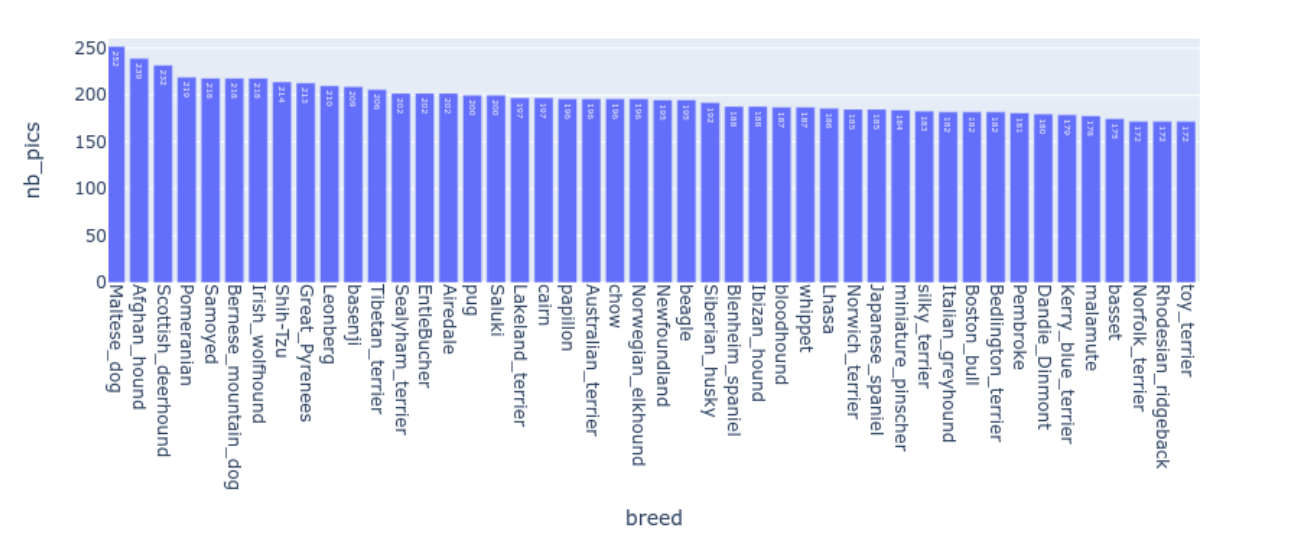 250
200
150
100
50
0
nb_pics
252
239
232
219
218
218
218
214
213
210
209
206
202
202
202
200
200
197
197
196
196
196
196
195
195
192
188
188
187
187
186
185
185
184
183
182
182
182
181
180
179
178
175
172
172
172
Maltese_dog
Afghan_hound
Scottish_deerhound
Pomeranian
Samoyed
Bernese_mountain_dog
Irish_wolfhound
Shih-Tzu
Great_Pyrenees
Leonberg
basenji
Tibetan_terrier
Sealyham_terrier
EntleBucher
Airedale
pug
Saluki
Lakeland_terrier
cairn
papillon
Australian_terrier
chow
Norwegian_elkhound
Newfoundland
beagle
Siberian_husky
Blenheim_spaniel
Ibizan_hound
bloodhound
whippet
Lhasa
Norwich_terrier
Japanese_spaniel
miniature_pinscher
silky_terrier
Italian_greyhound
Boston_bull
Bedlington_terrier
Pembroke
Dandie_Dinmont
Kerry_blue_terrier
malamute
basset
Norfolk_terrier
Rhodesian_ridgeback
toy_terrier
breed